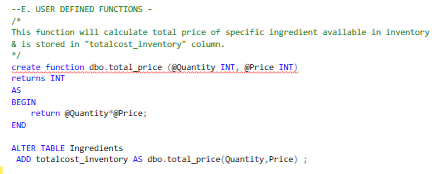 --E. USER DEFINED FUNCTIONS -
/*
This function will calculate total price of specific ingredient available in inventory
& is stored in "totalcost_inventory" column.
*/
create function dbo.total_price (@Quantity INT, @Price INT)
returns INT
AS
BEGIN
return @Quantity*@Price;
END
ALTER TABLE Ingredients
ADD totalcost_inventory AS dbo.total_price(Quantity,Price) ;